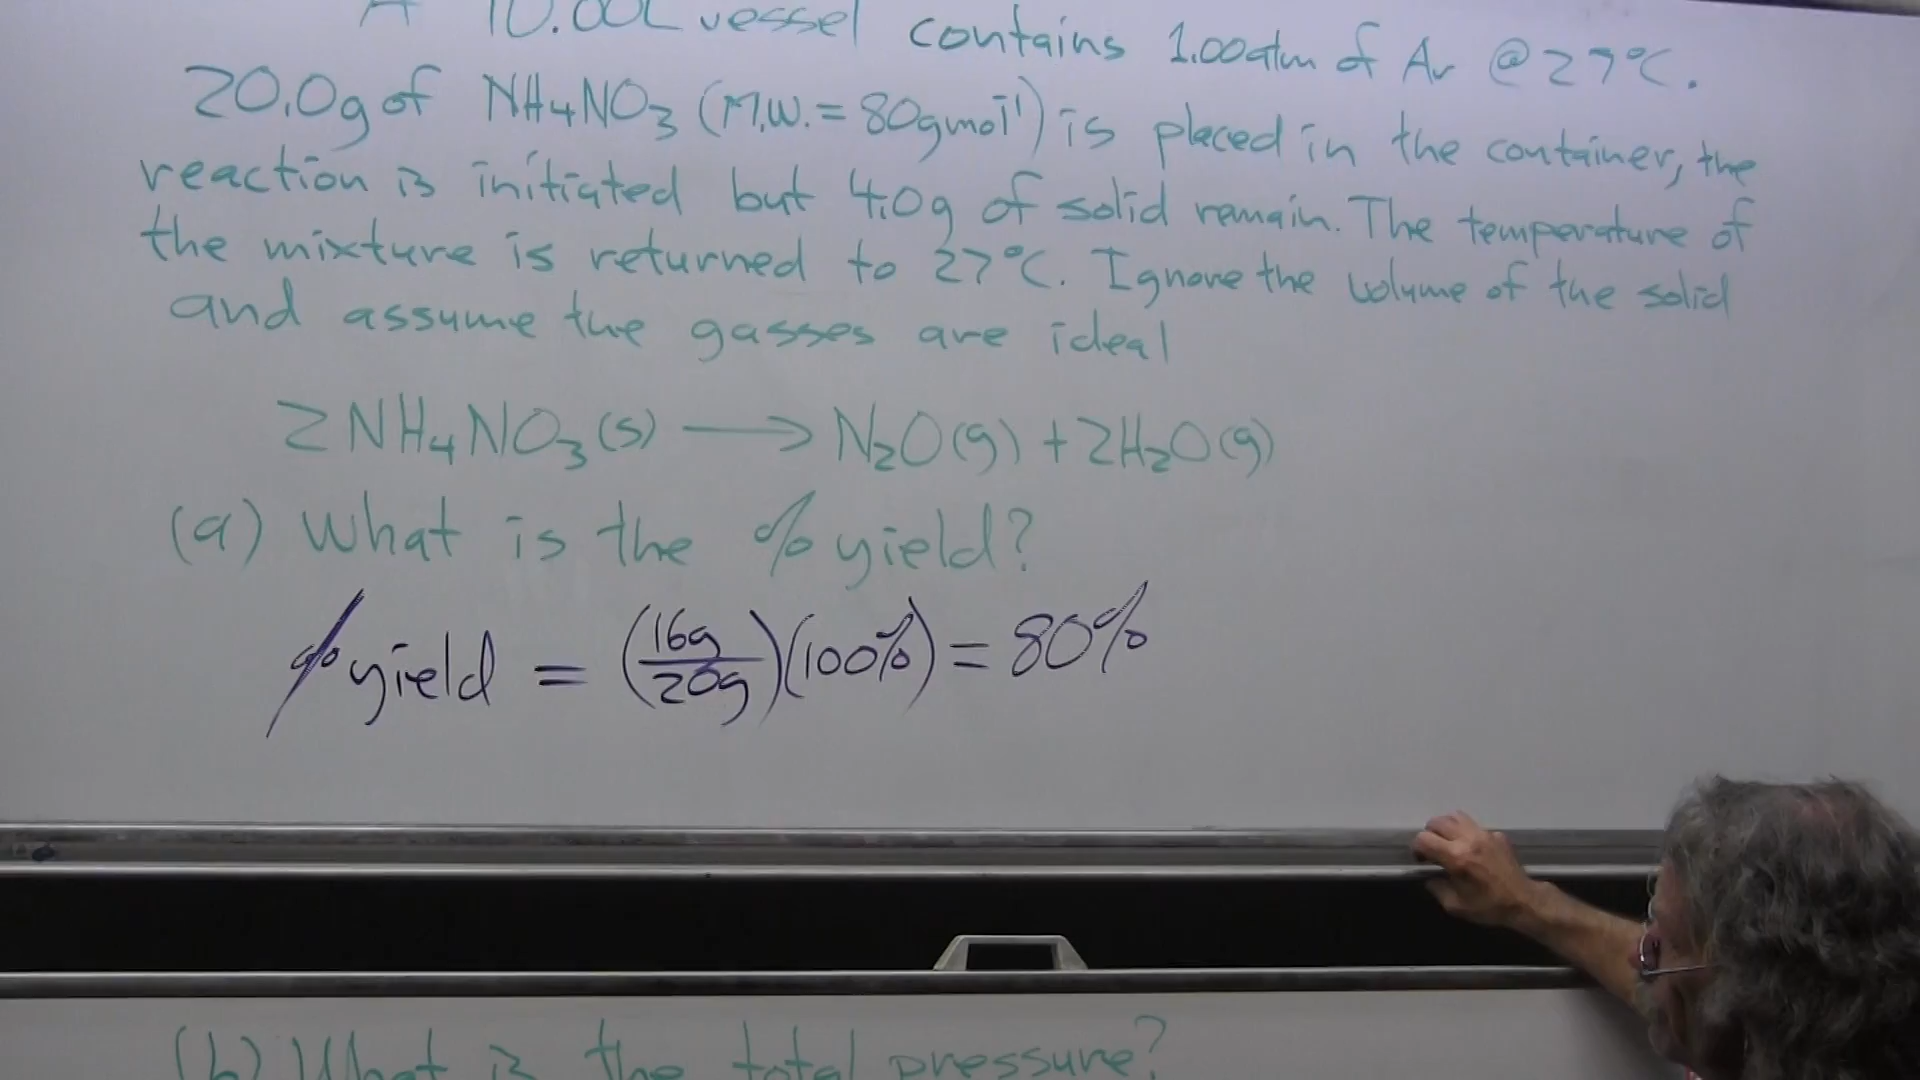 A 10.00L vessel contains 1.00atm of Ar @ 27°C.
20.0g of NH₄NO₃ (M.W. = 80gmol⁻¹) is placed in the container, the
reaction is initiated but 4.0g of solid remain. The temperature of
the mixture is returned to 27°C. Ignore the volume of the solid
and assume the gasses are ideal
2NH₄NO₃(s) ⟶ N₂O(g) + 2H₂O(g)
(a) What is the % yield?
% yield = (16g/20g)(100%) = 80%
(b) What is the total pressure?